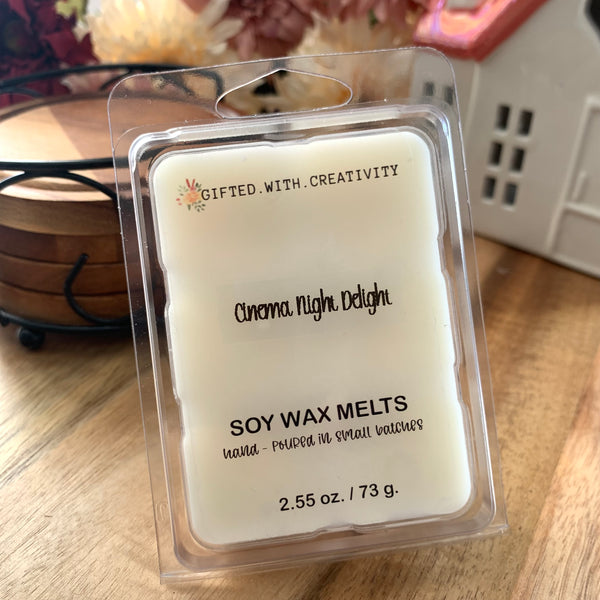 GIFTED.WITH.CREATIVITY
Cinema Night Delight
SOY WAX MELTS
hand - poured in small batches
2.55 oz. / 73 g.